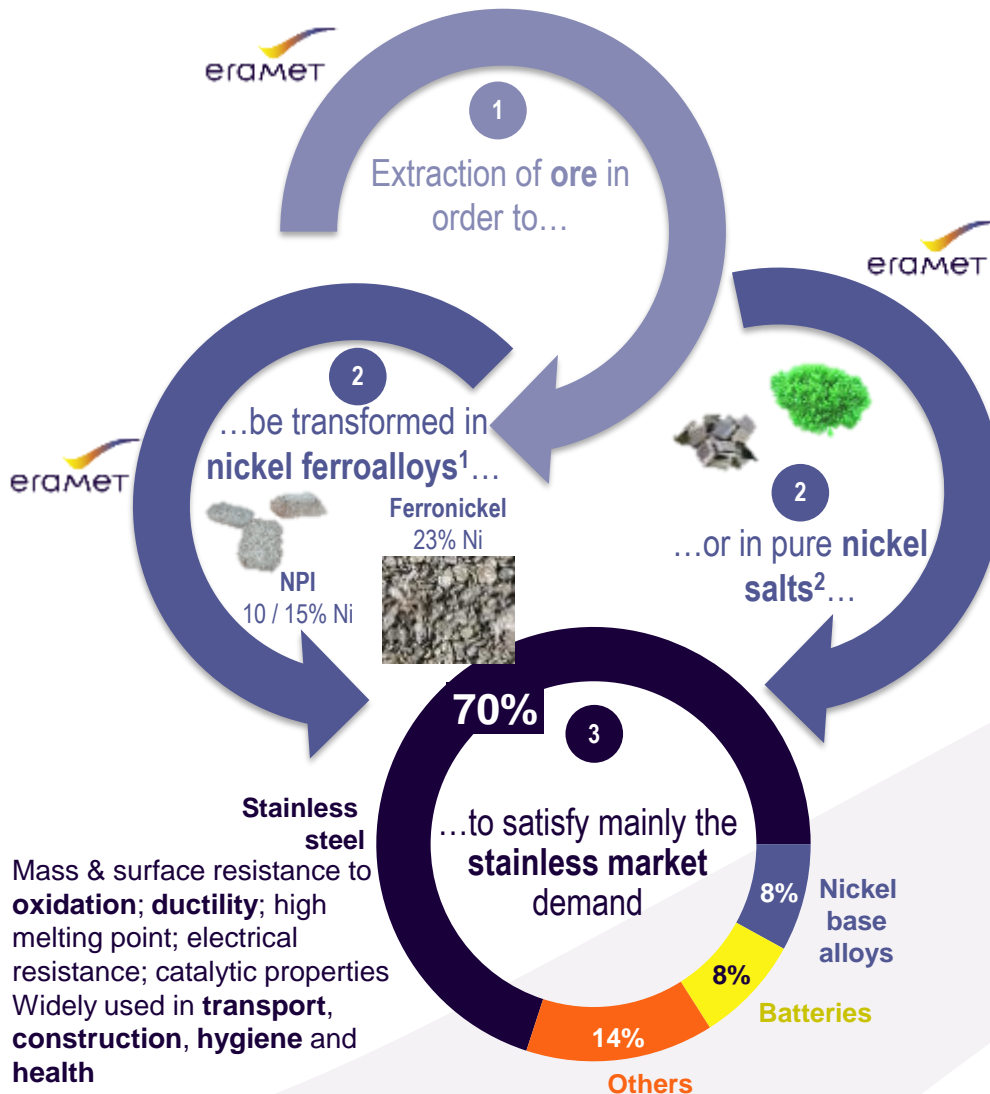 eramet
1
Extraction of ore in
order to…
eramet
2
…be transformed in
nickel ferroalloys1…
eramet
NPI
10 / 15% Ni
Ferronickel
23% Ni
2
…or in pure nickel
salts2…
70%
3
…to satisfy mainly the
stainless market
demand
Stainless
steel
Mass & surface resistance to
oxidation; ductility; high
melting point; electrical
resistance; catalytic properties
Widely used in transport,
construction, hygiene and
health
8%
Nickel
base
alloys
8%
Batteries
14%
Others